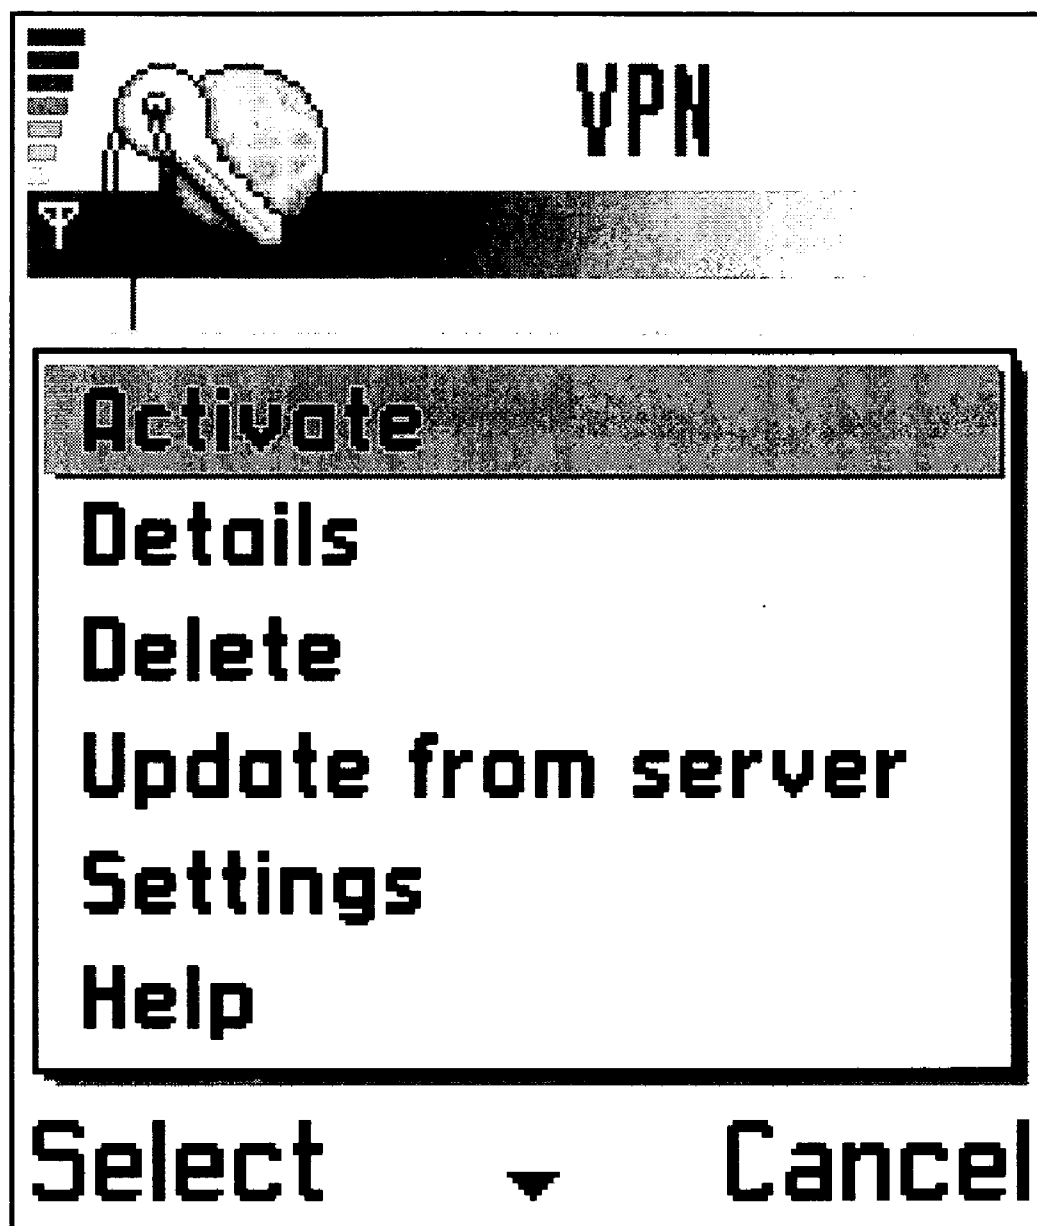 VPN
Activate
Details
Delete
Update from server
Settings
Help
Select Cancel